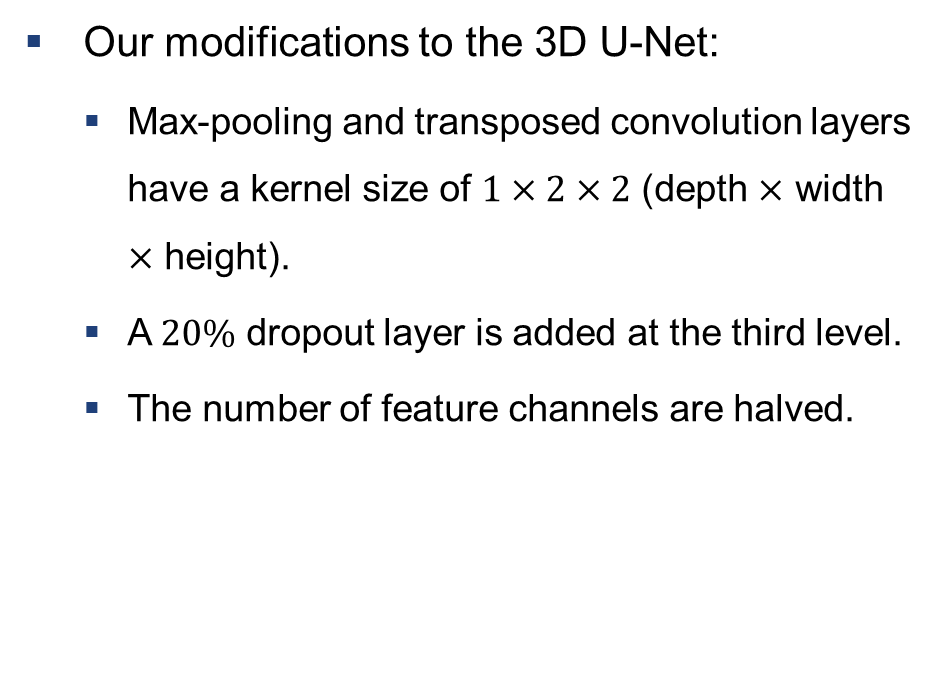 ▪ Our modifications to the 3D U-Net:
▪ Max-pooling and transposed convolution layers
have a kernel size of 1 × 2 × 2 (depth × width
× height).
▪ A 20% dropout layer is added at the third level.
▪ The number of feature channels are halved.